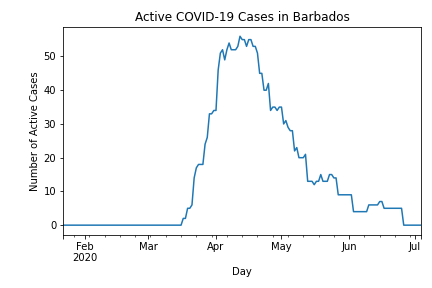 Active COVID-19 Cases in Barbados
Number of Active Cases
50
40
30
20
10
0
Feb
2020
Mar
Apr
May
Jun
Jul
Day